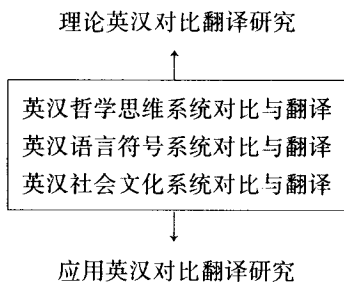 理论英汉对比翻译研究
英汉哲学思维系统对比与翻译
英汉语言符号系统对比与翻译
英汉社会文化系统对比与翻译
应用英汉对比翻译研究